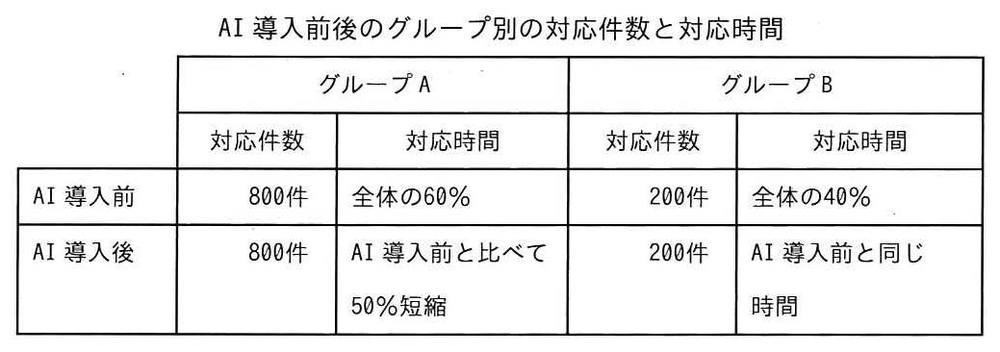 AI 導入前後のグループ別の対応件数と対応時間
グループA グループB
対応件数 対応時間 対応件数 対応時間
AI 導入前 800件 全体の60% 200件 全体の40%
AI 導入後 800件 AI 導入前と比べて 200件 AI 導入前と同じ
50%短縮 時間